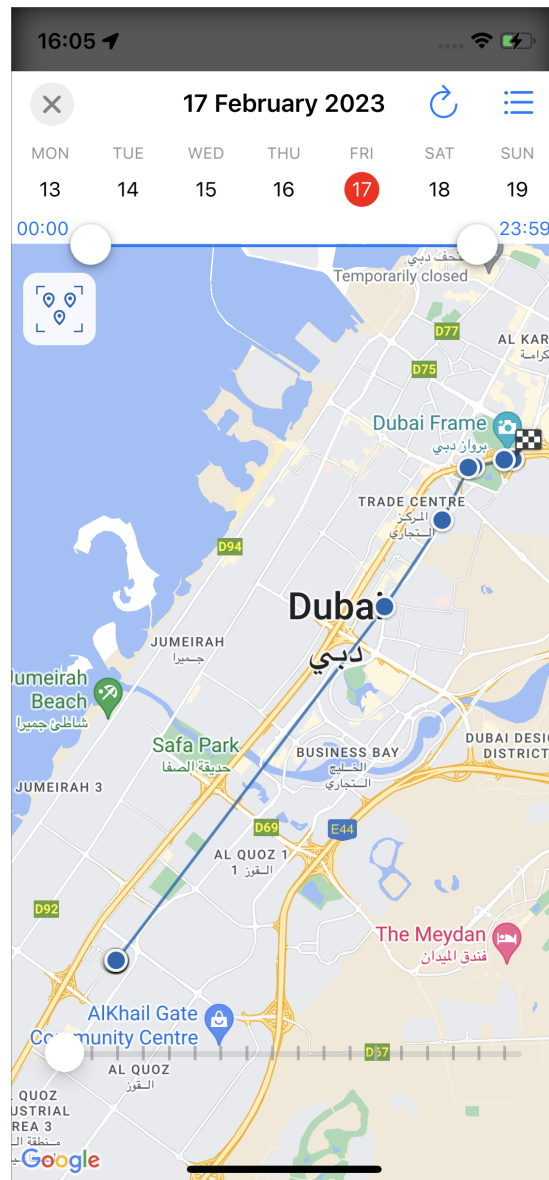 16:05
17 February 2023
MON TUE WED THU FRI SAT SUN
13 14 15 16 17 18 19
00:00 23:59
دبي
Temporarily closed
D77
AL KAR
D75
Dubai Frame
برواز دبي
TRADE CENTRE
المركز
التجاري
D94
Dubai
دبي
JUMEIRAH
جميرا
Jumeirah
Beach
شاطئ جميرا
Safa Park
حديقة الصفا
BUSINESS BAY
الخليج
التجاري
DUBAI DESI
DISTRICT
JUMEIRAH 3
D69
E44
AL QUOZ 1
القوز 1
D92
The Meydan
فندق الميدان
AlKhail Gate
Community Centre
D67
AL QUOZ
القوز
QUOZ
USTRIAL
REA 3
Google